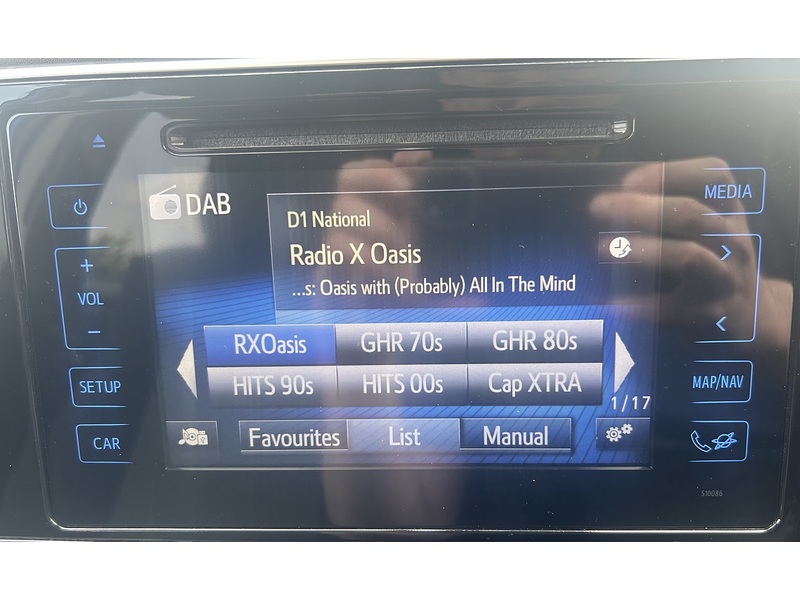 DAB
D1 National
Radio X Oasis
...s: Oasis with (Probably) All In The Mind
RXOasis GHR 70s GHR 80s
HITS 90s HITS 00s Cap XTRA
1/17
Favourites List Manual
+
VOL
−
SETUP
CAR
MEDIA
>
<
MAP/NAV
510086